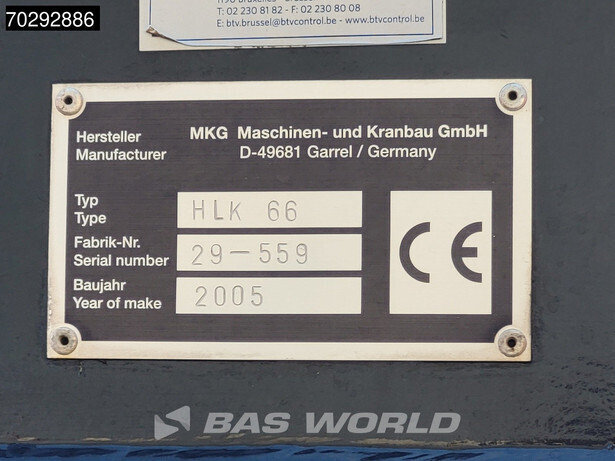 70292886
T: 02 230 81 82 - F: 02 230 80 08
E: btv.brussel@btvcontrol.be - www.btvcontrol.be
Hersteller
Manufacturer
MKG Maschinen- und Kranbau GmbH
D-49681 Garrel / Germany
Typ
Type
HLK 66
Fabrik-Nr.
Serial number
29-559
Baujahr
Year of make
2005
CE
BAS WORLD